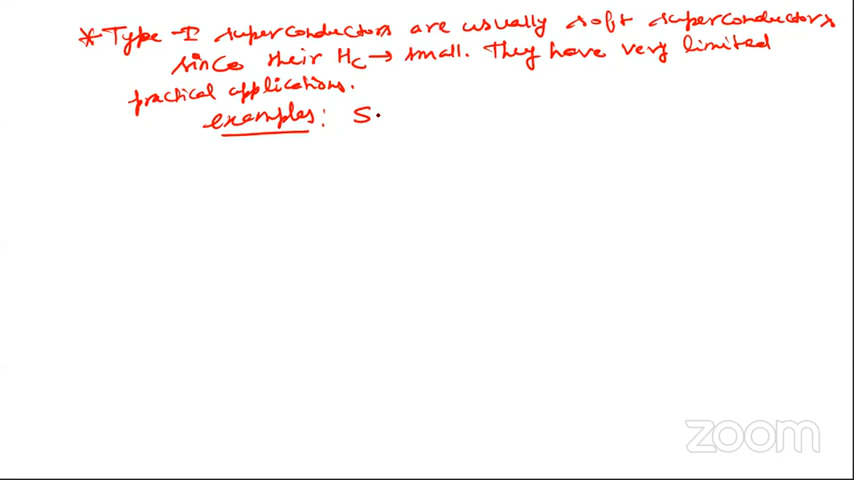 * Type-I superconductors are usually soft superconductors
since their Hc → small. They have very limited
practical applications.
examples: S
zoom